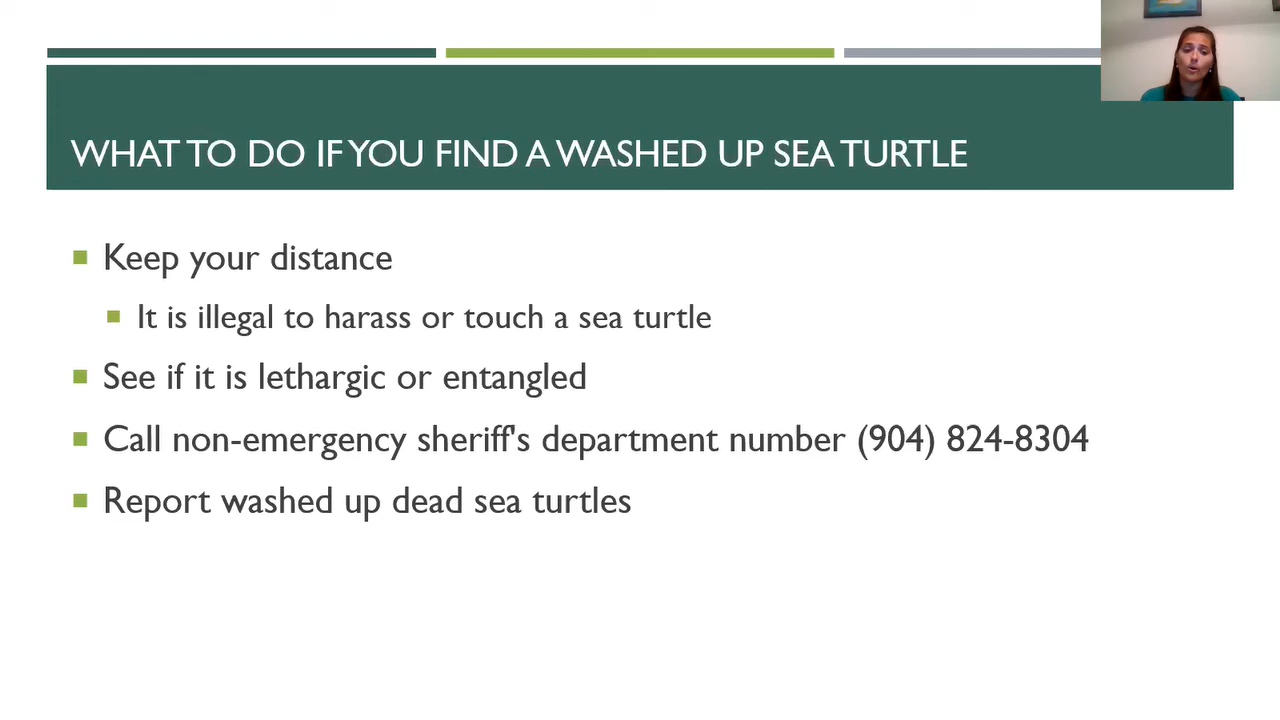 WHAT TO DO IF YOU FIND A WASHED UP SEA TURTLE
Keep your distance
It is illegal to harass or touch a sea turtle
See if it is lethargic or entangled
Call non-emergency sheriff's department number (904) 824-8304
Report washed up dead sea turtles